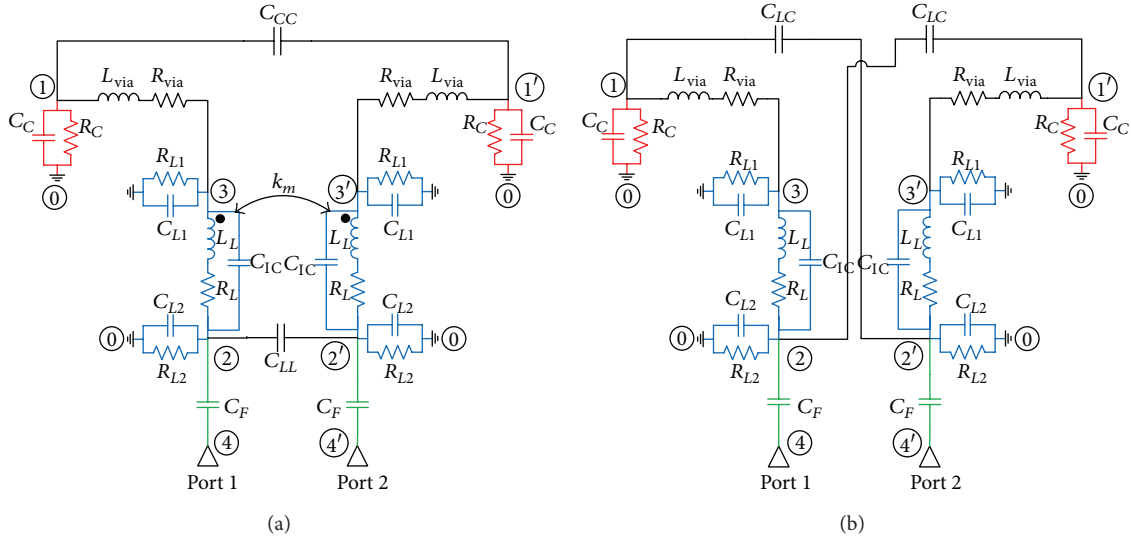 C_CC
1 L_via R_via R_via L_via 1′
C_C R_C R_C C_C
0 0
R_L1 3 k_m 3′ R_L1
C_L1 L_L C_IC C_IC L_L C_L1
R_L R_L
C_L2 C_L2
0 2 C_LL 2′ 0
R_L2 R_L2
C_F C_F
4 4′
Port 1 Port 2
(a)
C_LC C_LC
1 L_via R_via R_via L_via 1′
C_C R_C R_C C_C
0 0
R_L1 3 3′ R_L1
C_L1 L_L C_IC C_IC L_L C_L1
R_L R_L
C_L2 C_L2
0 2 2′ 0
R_L2 R_L2
C_F C_F
4 4′
Port 1 Port 2
(b)